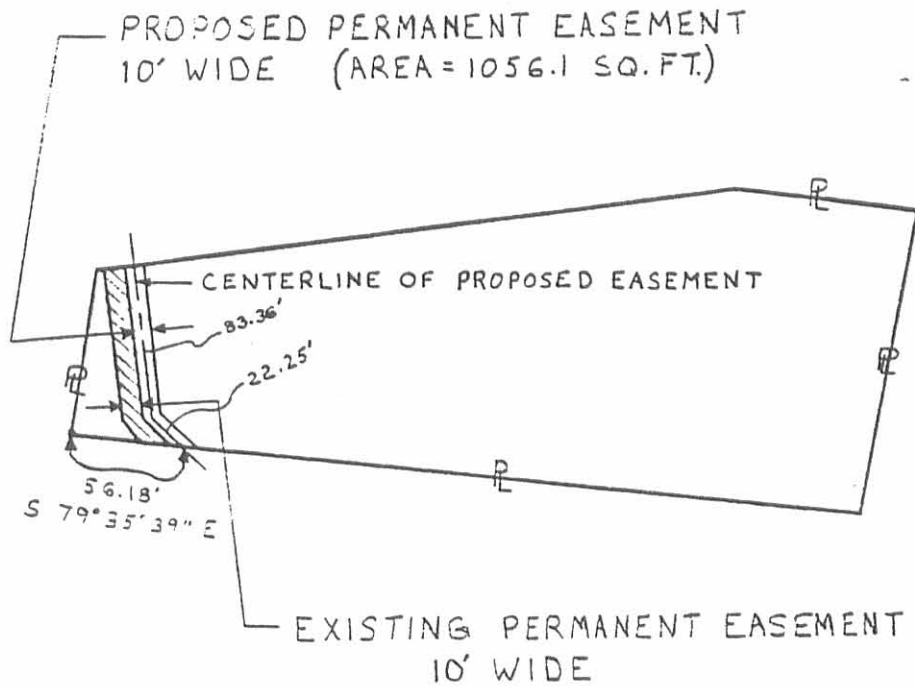 PROPOSED PERMANENT EASEMENT
10' WIDE (AREA = 1056.1 SQ. FT.)
PL
CENTERLINE OF PROPOSED EASEMENT
83.36'
22.25'
PL
PL
PL
56.18'
S 79° 35' 39" E
EXISTING PERMANENT EASEMENT
10' WIDE